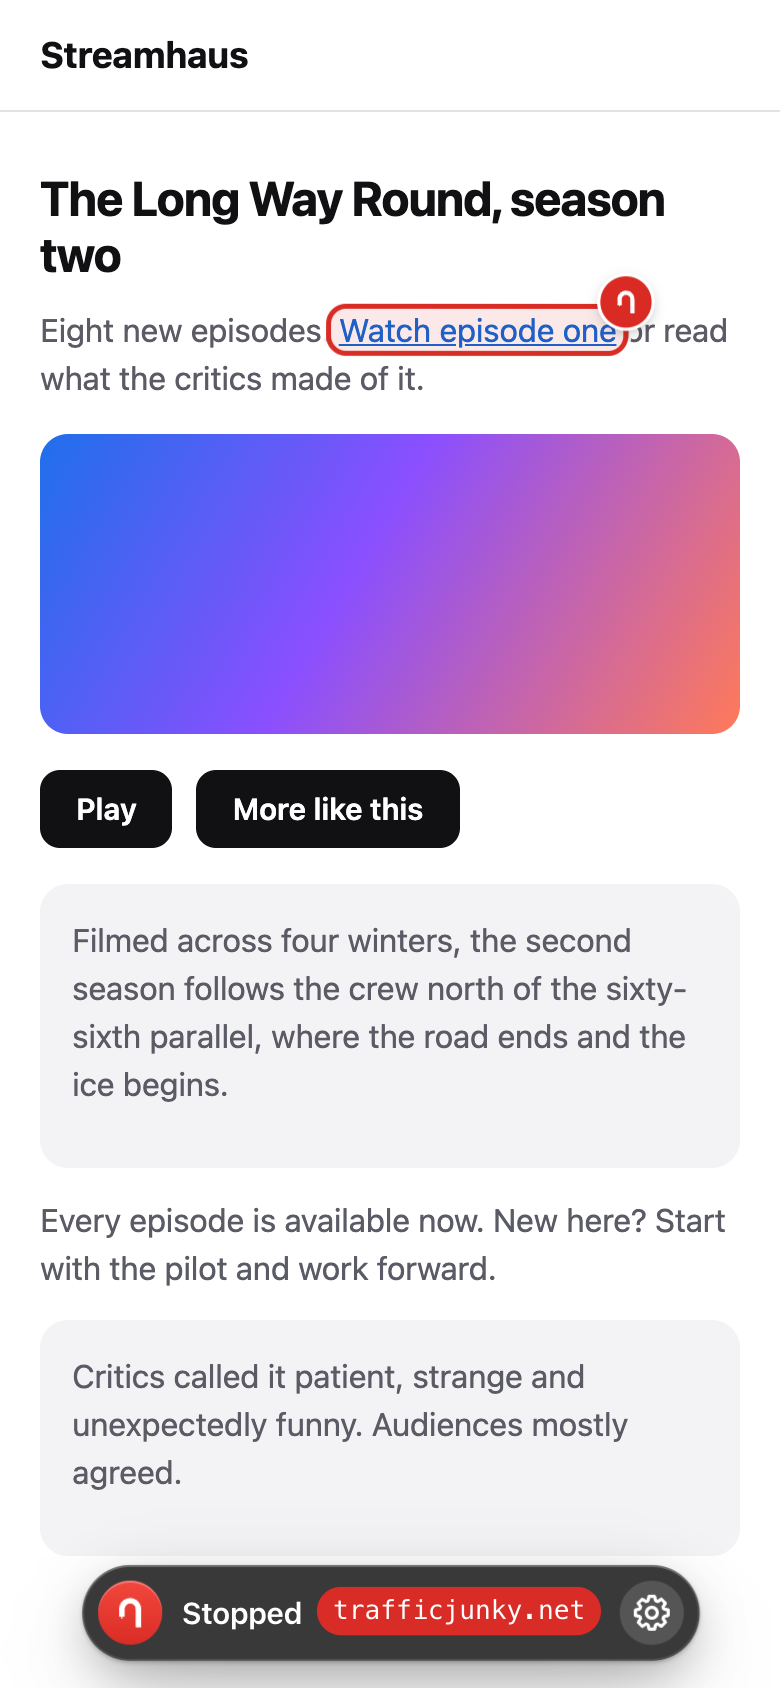 Streamhaus
The Long Way Round, season
two
Eight new episodes Watch episode one or read
what the critics made of it.
Play
More like this
Filmed across four winters, the second
season follows the crew north of the sixty-
sixth parallel, where the road ends and the
ice begins.
Every episode is available now. New here? Start
with the pilot and work forward.
Critics called it patient, strange and
unexpectedly funny. Audiences mostly
agreed.
Stopped trafficjunky.net